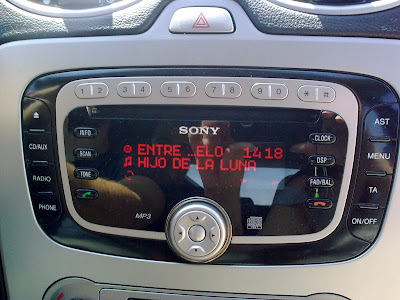 1 2 3 4 5 6 7 8 9 0 * #
SONY
INFO
SCAN
TONE
CD/AUX
RADIO
PHONE
ENTRE ELO 1418
HIJO DE LA LUNA
MP3
CLOCK
DSP
FAD/BAL
AST
MENU
TA
ON/OFF